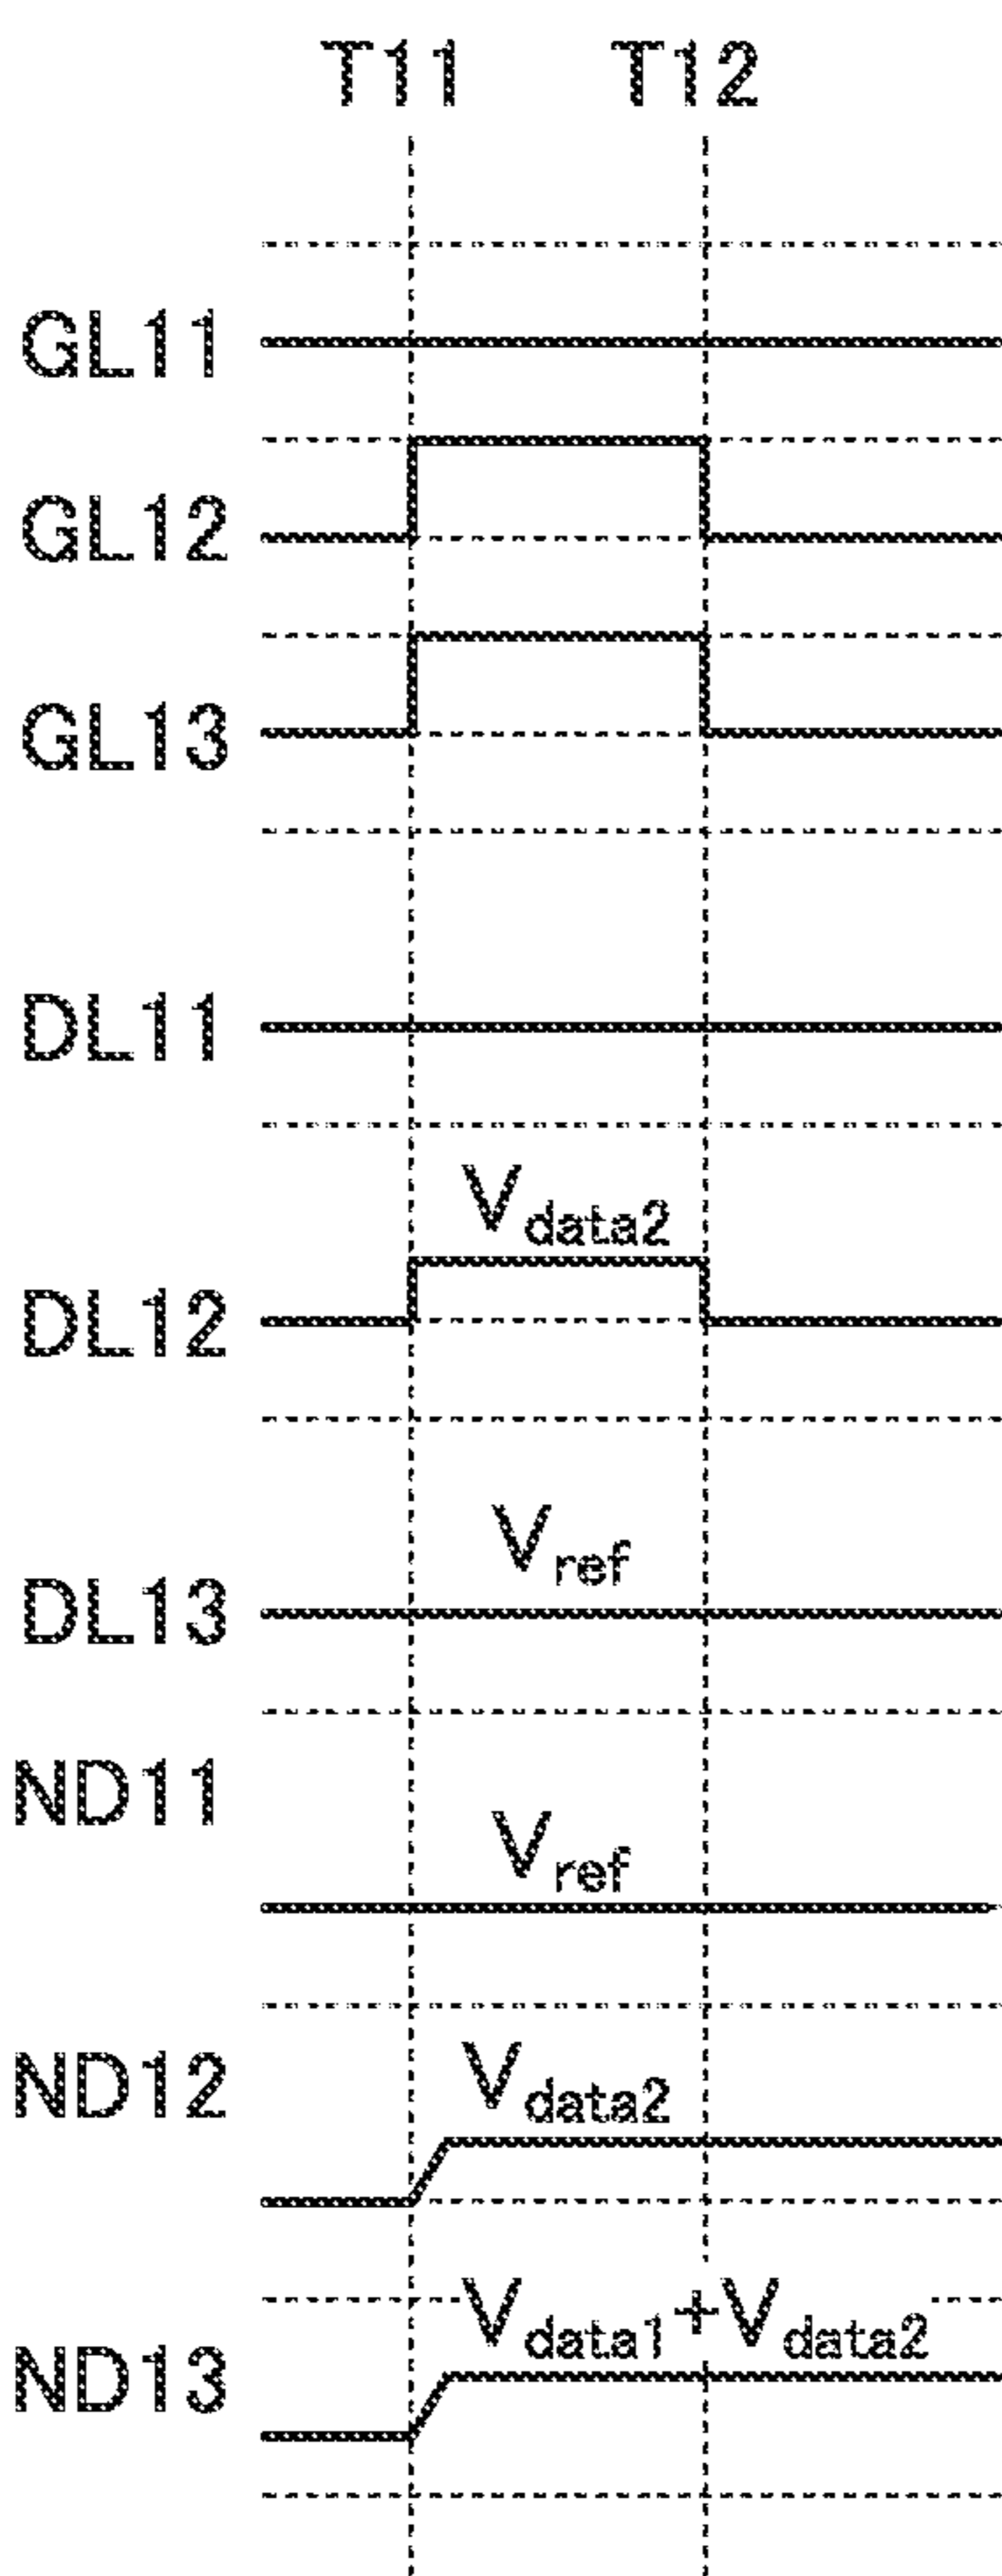 T11 T12
GL11
GL12
GL13
DL11
Vdata2
DL12
Vref
DL13
ND11
Vref
ND12 Vdata2
Vdata1+Vdata2
ND13